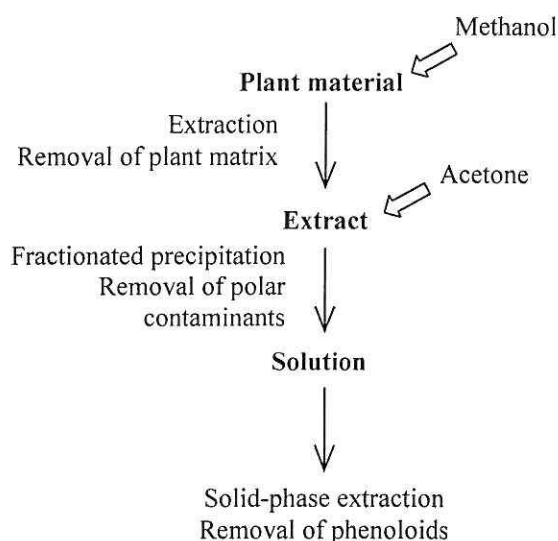 Methanol
Plant material
Extraction
Removal of plant matrix
Acetone
Extract
Fractionated precipitation
Removal of polar
contaminants
Solution
Solid-phase extraction
Removal of phenoloids